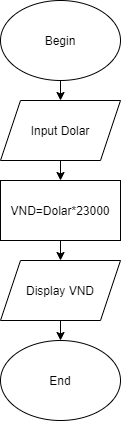 Begin
Input Dolar
VND=Dolar*23000
Display VND
End